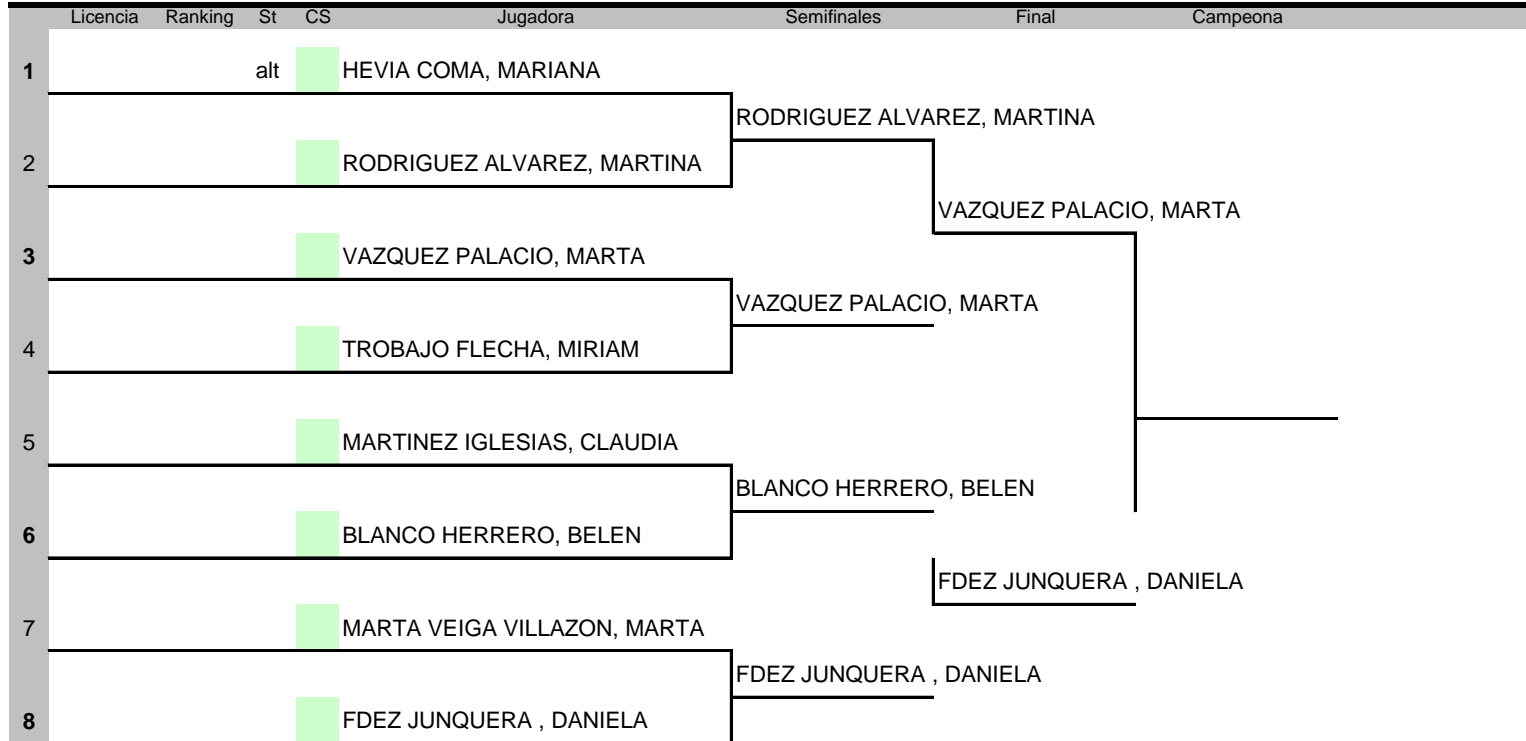 Licencia Ranking St CS Jugadora Semifinales Final Campeona
1 alt HEVIA COMA, MARIANA
RODRIGUEZ ALVAREZ, MARTINA
2 RODRIGUEZ ALVAREZ, MARTINA
VAZQUEZ PALACIO, MARTA
3 VAZQUEZ PALACIO, MARTA
VAZQUEZ PALACIO, MARTA
4 TROBAJO FLECHA, MIRIAM
5 MARTINEZ IGLESIAS, CLAUDIA
BLANCO HERRERO, BELEN
6 BLANCO HERRERO, BELEN
FDEZ JUNQUERA , DANIELA
7 MARTA VEIGA VILLAZON, MARTA
FDEZ JUNQUERA , DANIELA
8 FDEZ JUNQUERA , DANIELA